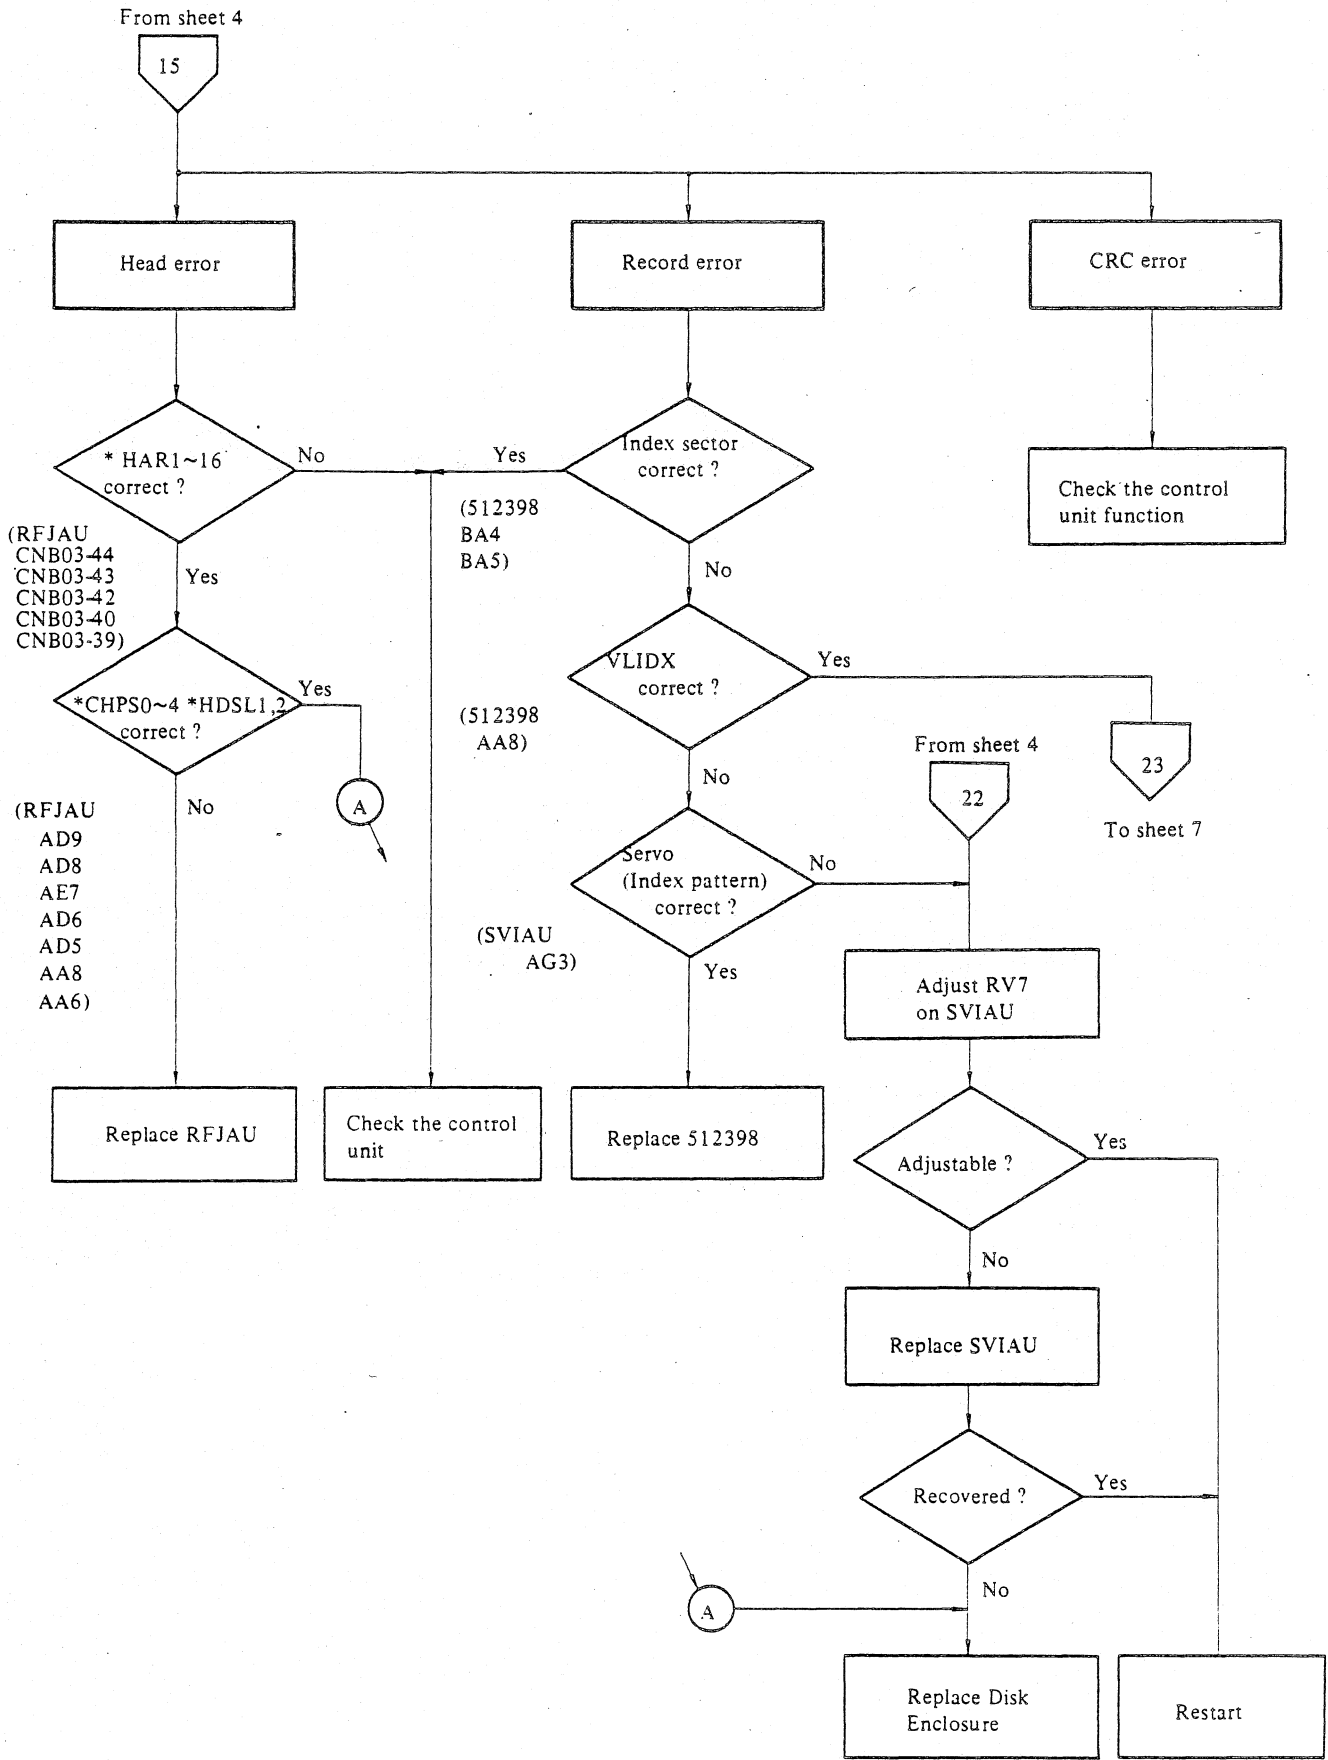 From sheet 4
15
Head error
Record error
CRC error
* HAR1~16
correct ?
No
Yes
Index sector
correct ?
Check the control
unit function
(RFJAU
CNB03-44
CNB03-43
CNB03-42
CNB03-40
CNB03-39)
Yes
(512398
BA4
BA5)
No
*CHPS0~4 *HDSL1,2
correct ?
Yes
VLIDX
correct ?
Yes
(512398
AA8)
No
23
To sheet 7
From sheet 4
22
A
(RFJAU
AD9
AD8
AE7
AD6
AD5
AA8
AA6)
No
Servo
(Index pattern)
correct ?
No
(SVIAU
AG3)
Yes
Adjust RV7
on SVIAU
Replace RFJAU
Check the control
unit
Replace 512398
Adjustable ?
Yes
No
Replace SVIAU
Recovered ?
Yes
No
A
Replace Disk
Enclosure
Restart